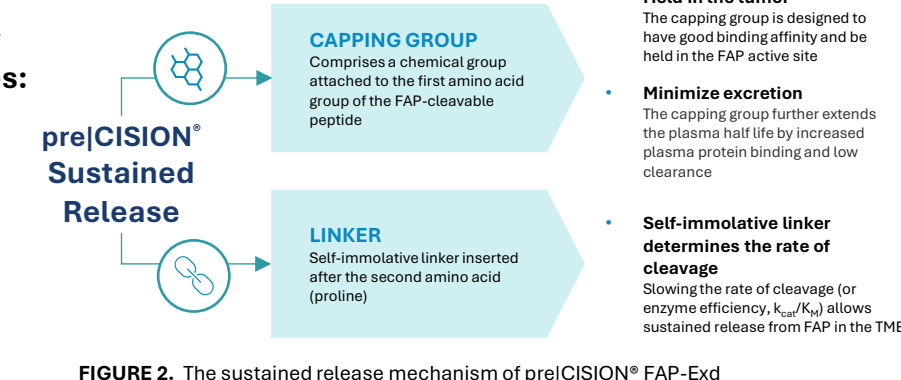 Held in the tumor
The capping group is designed to
have good binding affinity and be
held in the FAP active site
CAPPING GROUP
Comprises a chemical group
attached to the first amino acid
group of the FAP-cleavable
peptide
• Minimize excretion
The capping group further extends
the plasma half life by increased
plasma protein binding and low
clearance
pre|CISION®
Sustained
Release
LINKER
Self-immolative linker inserted
after the second amino acid
(proline)
• Self-immolative linker
determines the rate of
cleavage
Slowing the rate of cleavage (or
enzyme efficiency, kcat/KM) allows
sustained release from FAP in the TME
FIGURE 2. The sustained release mechanism of pre|CISION® FAP-Exd